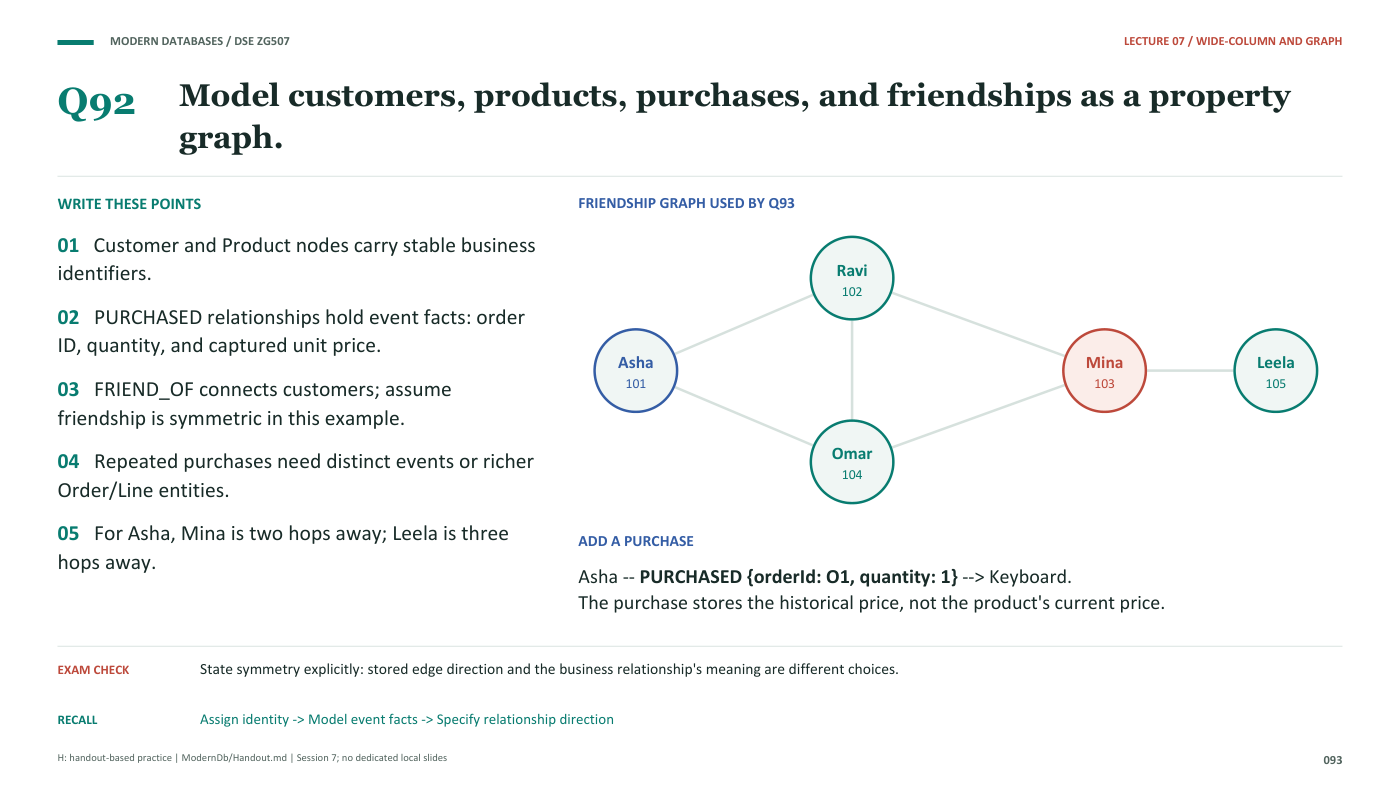 MODERN DATABASES / DSE ZG507
LECTURE 07 / WIDE-COLUMN AND GRAPH
Q92
Model customers, products, purchases, and friendships as a property
graph.
WRITE THESE POINTS
01 Customer and Product nodes carry stable business
identifiers.
02 PURCHASED relationships hold event facts: order
ID, quantity, and captured unit price.
03 FRIEND_OF connects customers; assume
friendship is symmetric in this example.
04 Repeated purchases need distinct events or richer
Order/Line entities.
05 For Asha, Mina is two hops away; Leela is three
hops away.
FRIENDSHIP GRAPH USED BY Q93
Ravi
102
Asha
101
Mina
103
Leela
105
Omar
104
ADD A PURCHASE
Asha -- PURCHASED {orderId: O1, quantity: 1} --> Keyboard.
The purchase stores the historical price, not the product's current price.
EXAM CHECK
State symmetry explicitly: stored edge direction and the business relationship's meaning are different choices.
RECALL
Assign identity -> Model event facts -> Specify relationship direction
H: handout-based practice | ModernDb/Handout.md | Session 7; no dedicated local slides
093